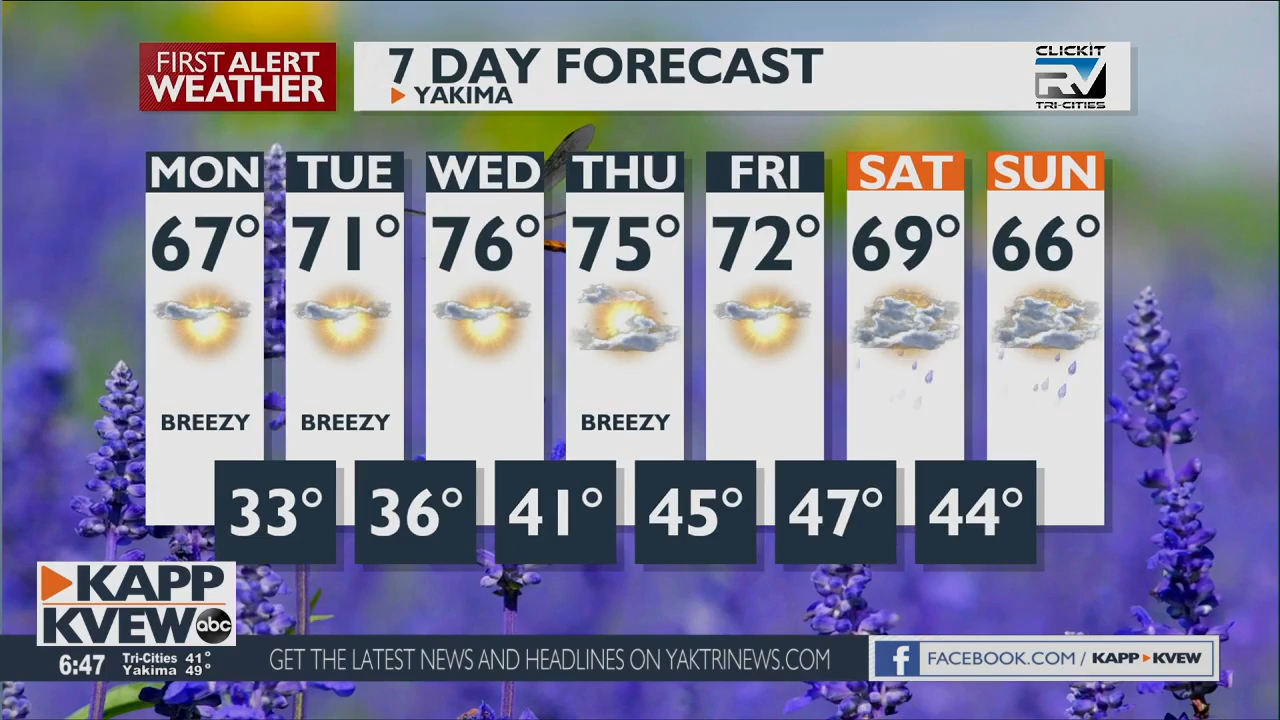 FIRST ALERT
WEATHER
7 DAY FORECAST
YAKIMA
CLICKIT
RV
TRI-CITIES
MON TUE WED THU FRI SAT SUN
67° 71° 76° 75° 72° 69° 66°
BREEZY BREEZY BREEZY
33° 36° 41° 45° 47° 44°
KAPP
KVEW abc
6:47 Tri-Cities 41°
Yakima 49°
GET THE LATEST NEWS AND HEADLINES ON YAKTRINEWS.COM
f FACEBOOK.COM / KAPP KVEW